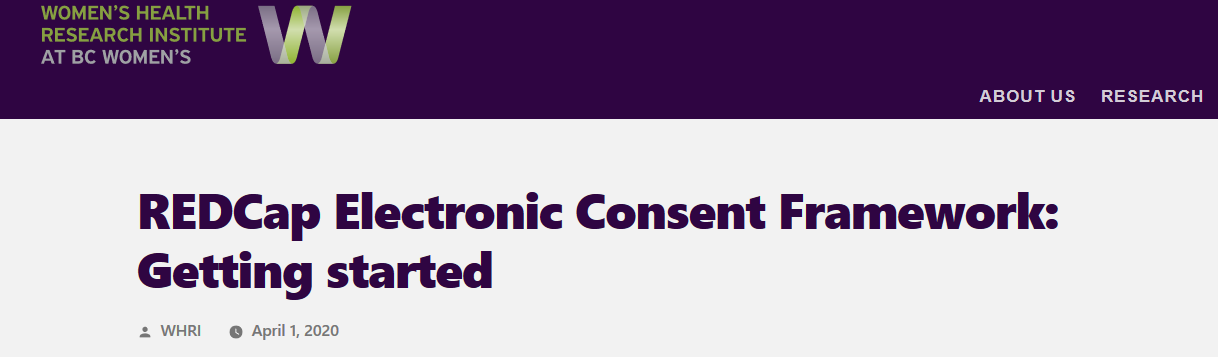 WOMEN'S HEALTH
RESEARCH INSTITUTE
AT BC WOMEN'S
ABOUT US RESEARCH
REDCap Electronic Consent Framework:
Getting started
WHRI April 1, 2020